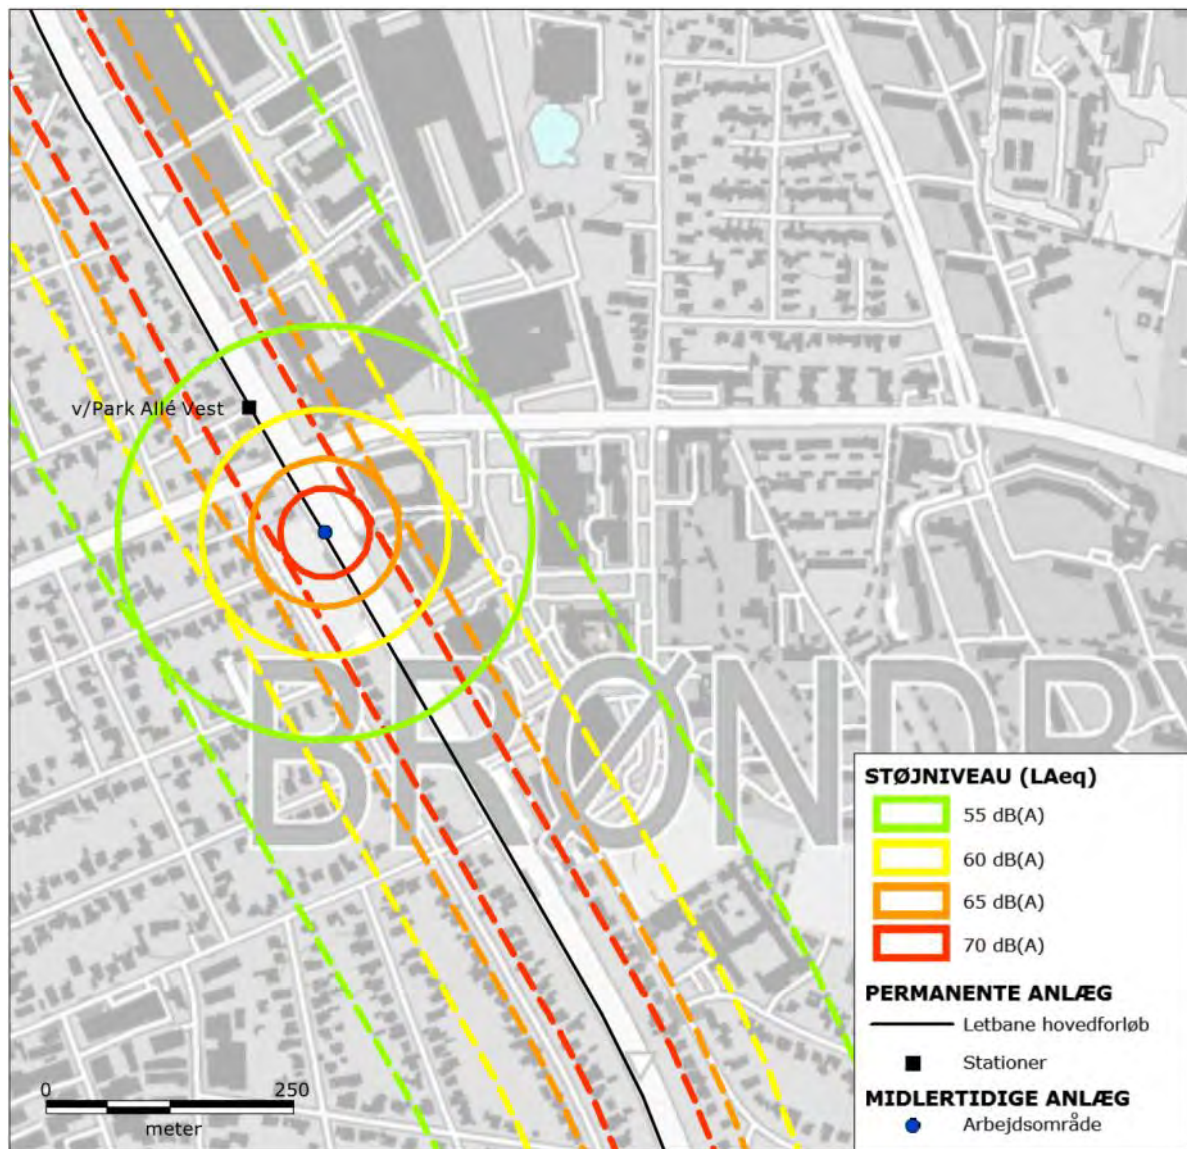 v/Park Allé Vest
BRØNDBY
STØJNIVEAU (LAeq)
55 dB(A)
60 dB(A)
65 dB(A)
70 dB(A)
PERMANENTE ANLÆG
Letbane hovedforløb
Stationer
MIDLERTIDIGE ANLÆG
Arbejdsområde
0 250
meter